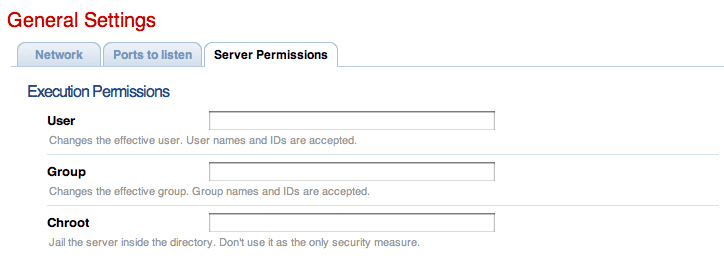 General Settings
Network Ports to listen Server Permissions
Execution Permissions
User
Changes the effective user. User names and IDs are accepted.
Group
Changes the effective group. Group names and IDs are accepted.
Chroot
Jail the server inside the directory. Don't use it as the only security measure.